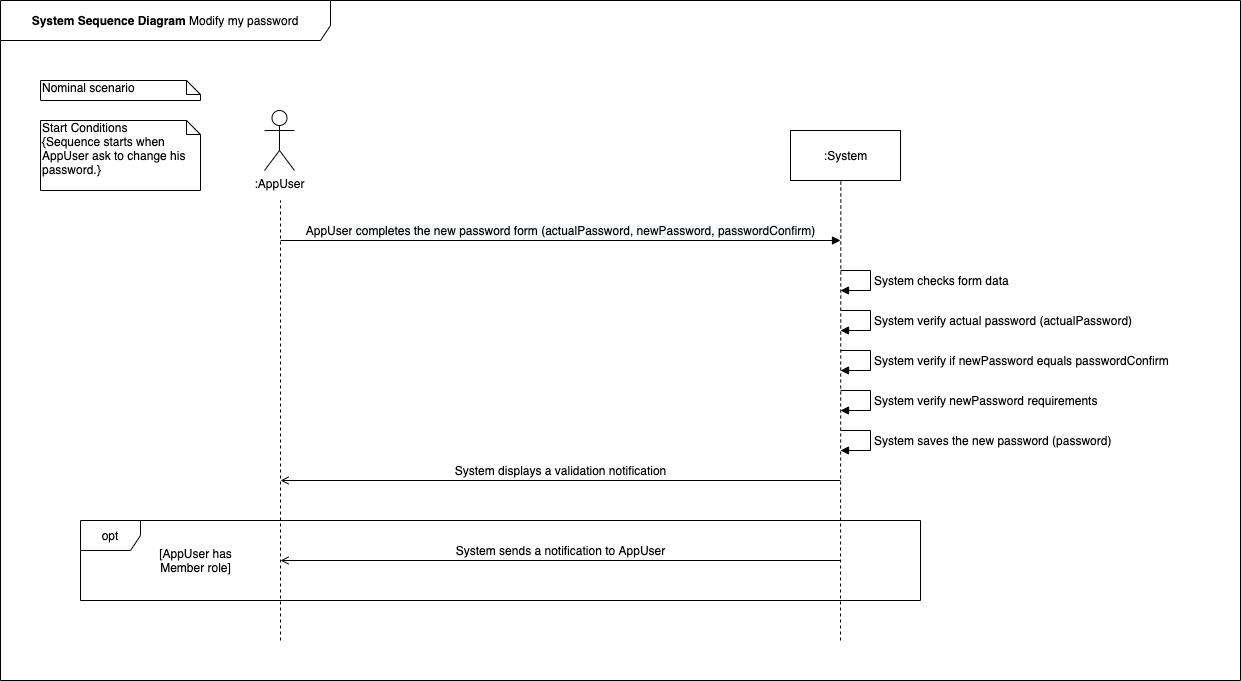 System Sequence Diagram Modify my password
Nominal scenario
Start Conditions
{Sequence starts when
AppUser ask to change his
password.}
:AppUser
:System
AppUser completes the new password form (actualPassword, newPassword, passwordConfirm)
System checks form data
System verify actual password (actualPassword)
System verify if newPassword equals passwordConfirm
System verify newPassword requirements
System saves the new password (password)
System displays a validation notification
opt
[AppUser has
Member role]
System sends a notification to AppUser